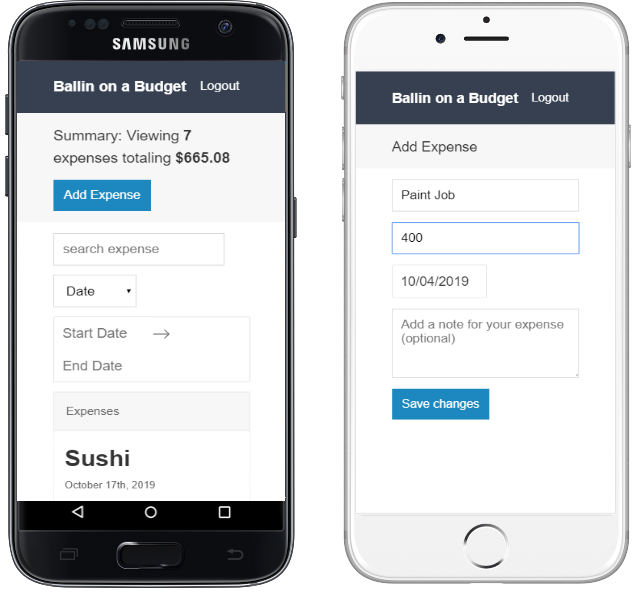 SAMSUNG
Ballin on a Budget Logout
Summary: Viewing 7
expenses totaling $665.08
Add Expense
search expense
Date
Start Date
End Date
Expenses
Sushi
October 17th, 2019
Ballin on a Budget Logout
Add Expense
Paint Job
400
10/04/2019
Add a note for your expense
(optional)
Save changes